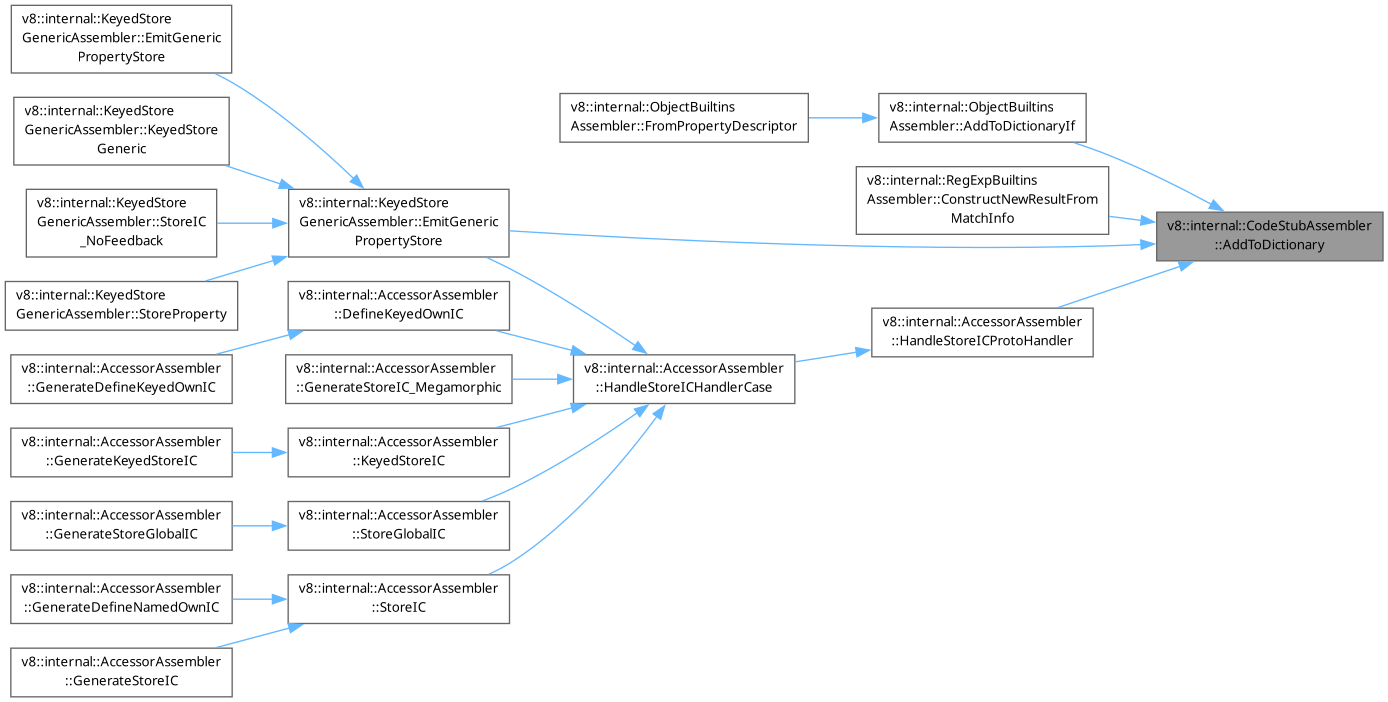 v8::internal::KeyedStore
GenericAssembler::EmitGeneric
PropertyStore
v8::internal::KeyedStore
GenericAssembler::KeyedStore
Generic
v8::internal::KeyedStore
GenericAssembler::StoreIC
_NoFeedback
v8::internal::KeyedStore
GenericAssembler::StoreProperty
v8::internal::AccessorAssembler
::GenerateDefineKeyedOwnIC
v8::internal::AccessorAssembler
::GenerateKeyedStoreIC
v8::internal::AccessorAssembler
::GenerateStoreGlobalIC
v8::internal::AccessorAssembler
::GenerateDefineNamedOwnIC
v8::internal::AccessorAssembler
::GenerateStoreIC
v8::internal::KeyedStore
GenericAssembler::EmitGeneric
PropertyStore
v8::internal::AccessorAssembler
::DefineKeyedOwnIC
v8::internal::AccessorAssembler
::GenerateStoreIC_Megamorphic
v8::internal::AccessorAssembler
::KeyedStoreIC
v8::internal::AccessorAssembler
::StoreGlobalIC
v8::internal::AccessorAssembler
::StoreIC
v8::internal::ObjectBuiltins
Assembler::FromPropertyDescriptor
v8::internal::AccessorAssembler
::HandleStoreICHandlerCase
v8::internal::ObjectBuiltins
Assembler::AddToDictionaryIf
v8::internal::RegExpBuiltins
Assembler::ConstructNewResultFrom
MatchInfo
v8::internal::AccessorAssembler
::HandleStoreICProtoHandler
v8::internal::CodeStubAssembler
::AddToDictionary